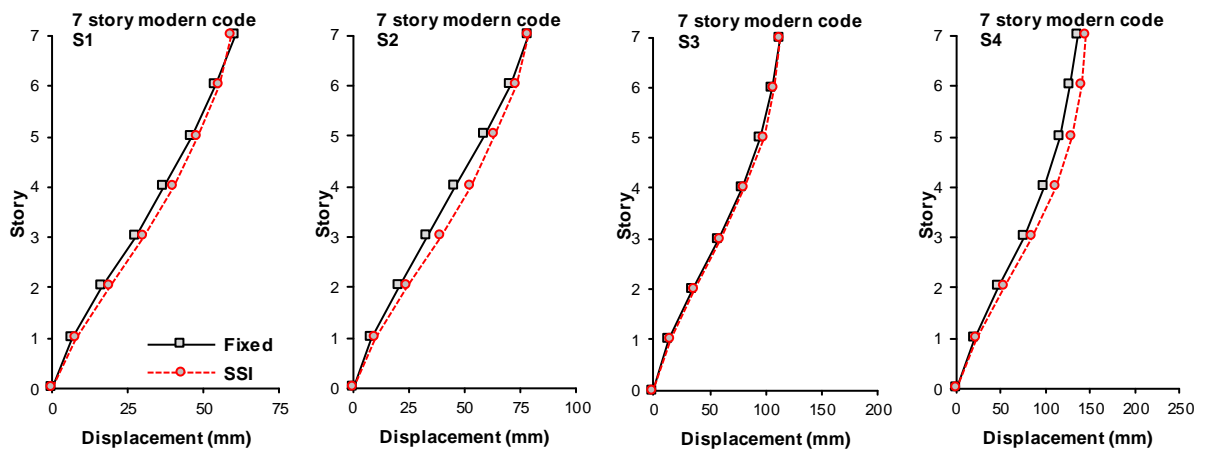 7 story modern code
S1
7
6
5
4
3
2
1
0
Story
Fixed
SSI
0 25 50 75
Displacement (mm)
7 story modern code
S2
7
6
5
4
3
2
1
0
Story
0 25 50 75 100
Displacement (mm)
7 story modern code
S3
7
6
5
4
3
2
1
0
Story
0 50 100 150 200
Displacement (mm)
7 story modern code
S4
7
6
5
4
3
2
1
0
Story
0 50 100 150 200 250
Displacement (mm)